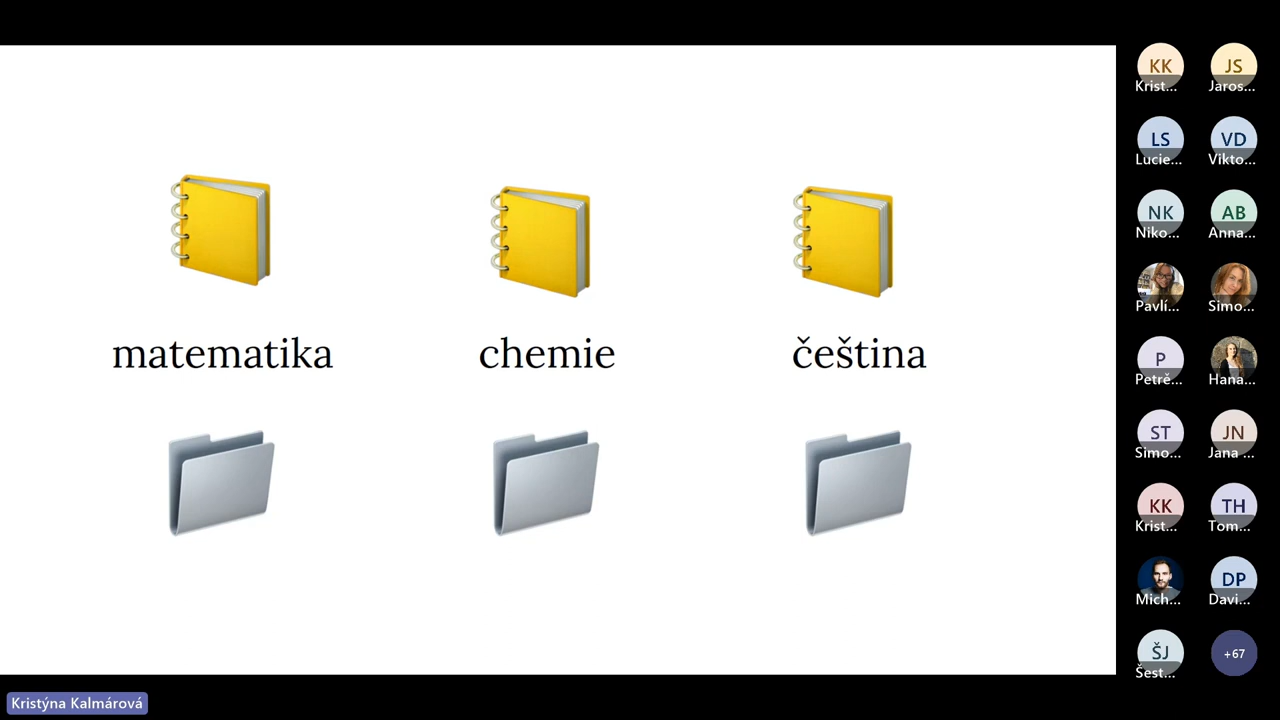 matematika
chemie
čeština
KK
Krist...
JS
Jaros...
LS
Lucie...
VD
Vikto...
NK
Niko...
AB
Anna...
Pavlí...
Simo...
P
Petrě...
Hana...
ST
Simo...
JN
Jana ...
KK
Krist...
TH
Tom...
Mich...
DP
Davi...
ŠJ
Šest...
+67
Kristýna Kalmárová